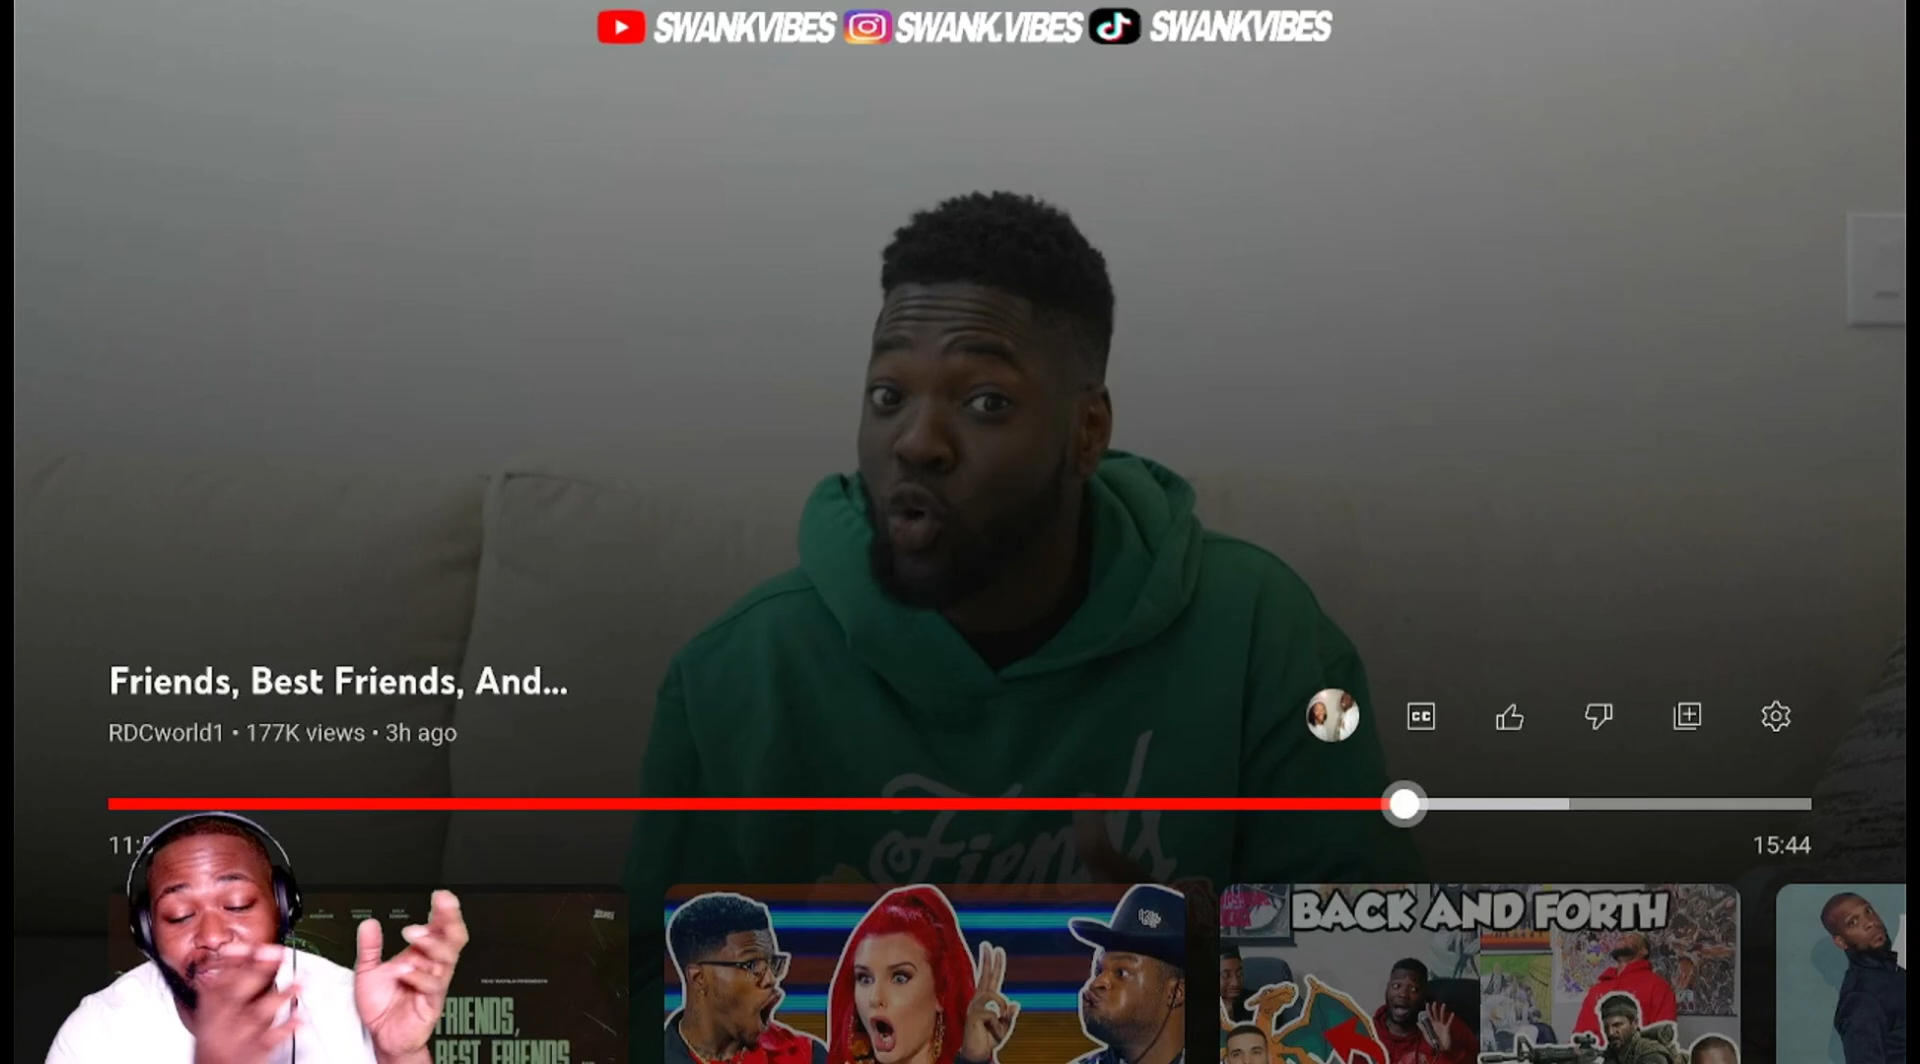 SWANKVIBES SWANK.VIBES SWANKVIBES
Friends, Best Friends, And...
RDCworld1 • 177K views • 3h ago
CC
15:44
BACK AND FORTH
FRIENDS,
BEST FRIENDS